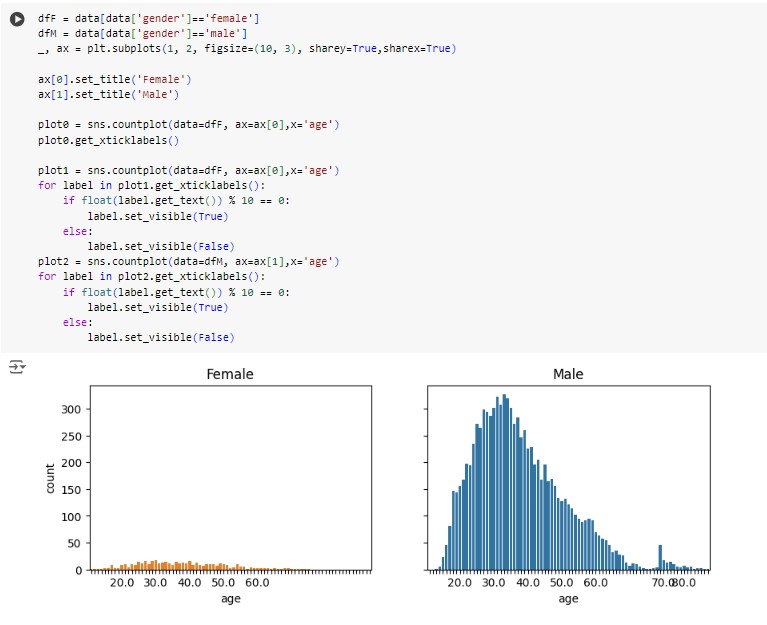 dfF = data[data['gender']=='female']
dfM = data[data['gender']=='male']
_, ax = plt.subplots(1, 2, figsize=(10, 3), sharey=True,sharex=True)
ax[0].set_title('Female')
ax[1].set_title('Male')
plot0 = sns.countplot(data=dfF, ax=ax[0],x='age')
plot0.get_xticklabels()
plot1 = sns.countplot(data=dfF, ax=ax[0],x='age')
for label in plot1.get_xticklabels():
    if float(label.get_text()) % 10 == 0:
        label.set_visible(True)
    else:
        label.set_visible(False)
plot2 = sns.countplot(data=dfM, ax=ax[1],x='age')
for label in plot2.get_xticklabels():
    if float(label.get_text()) % 10 == 0:
        label.set_visible(True)
    else:
        label.set_visible(False)
Female
300
250
200
150
100
50
0
count
20.0 30.0 40.0 50.0 60.0
age
Male
20.0 30.0 40.0 50.0 60.0 70.0 80.0
age